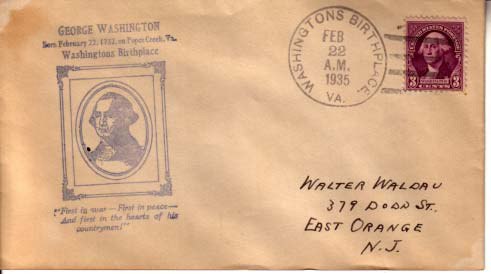 GEORGE WASHINGTON
Born February 22, 1732, on Popes Creek, Va.
Washingtons Birthplace
"First in war — First in peace —
And first in the hearts of his
countrymen!"
WASHINGTONS BIRTHPLACE,
FEB
22
A.M.
1935
VA.
3 3
CENTS
WALTER WALDAU
379 DODD ST.
EAST ORANGE
N.J.